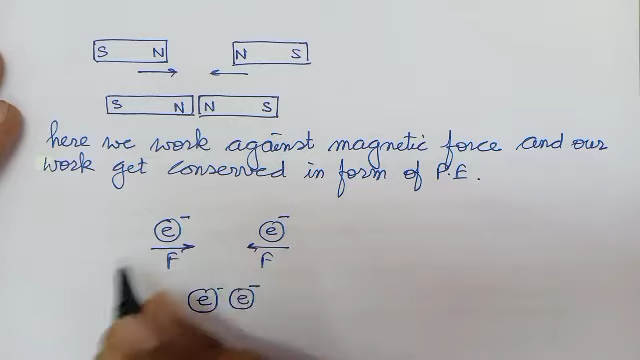 S N N S
S N N S
here we work against magnetic force and our
work get conserved in form of P.E.
e⁻ e⁻
F F
e⁻ e⁻